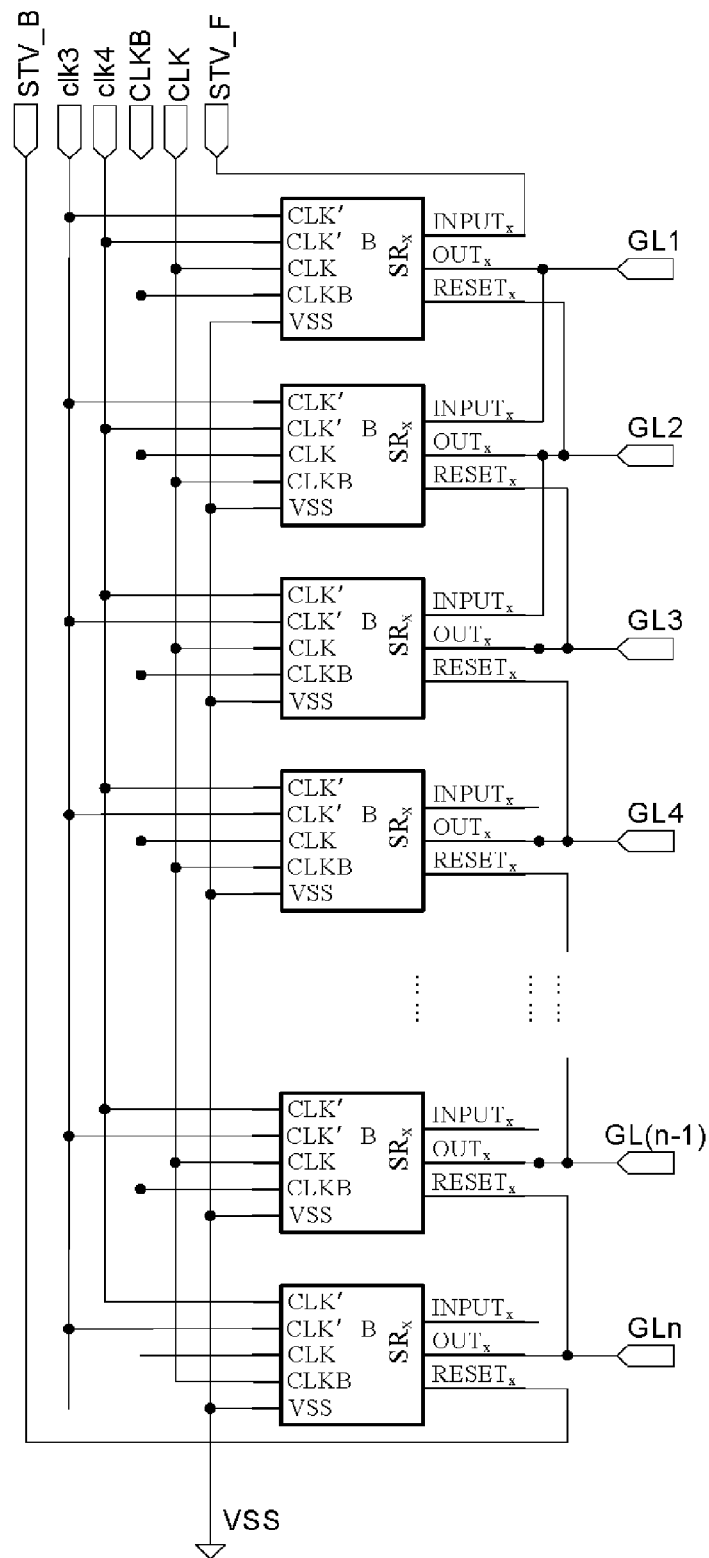 STV_B
clk3
clk4
CLKB
CLK
STV_F
CLK'
CLK' B
CLK
CLKB
VSS
SRx
INPUTx
OUTx
RESETx
GL1
CLK'
CLK' B
CLK
CLKB
VSS
SRx
INPUTx
OUTx
RESETx
GL2
CLK'
CLK' B
CLK
CLKB
VSS
SRx
INPUTx
OUTx
RESETx
GL3
CLK'
CLK' B
CLK
CLKB
VSS
SRx
INPUTx
OUTx
RESETx
GL4
CLK'
CLK' B
CLK
CLKB
VSS
SRx
INPUTx
OUTx
RESETx
GL(n-1)
CLK'
CLK' B
CLK
CLKB
VSS
SRx
INPUTx
OUTx
RESETx
GLn
VSS